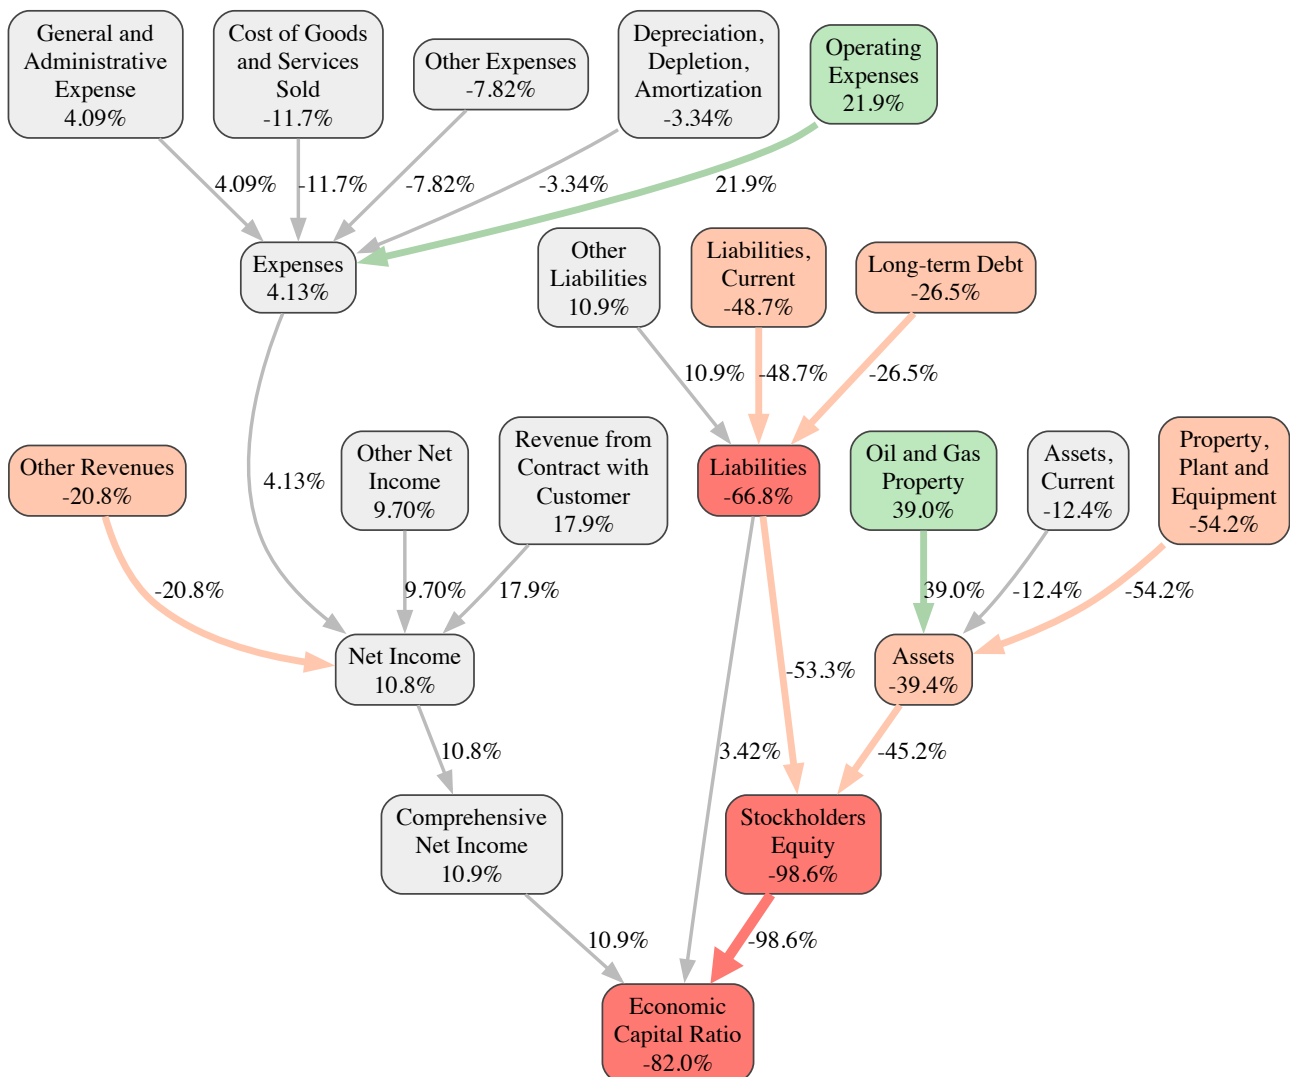 General and
Administrative
Expense
4.09%
Cost of Goods
and Services
Sold
-11.7%
Other Expenses
-7.82%
Depreciation,
Depletion,
Amortization
-3.34%
Operating
Expenses
21.9%
4.09%
-11.7%
-7.82%
-3.34%
21.9%
Expenses
4.13%
Other
Liabilities
10.9%
Liabilities,
Current
-48.7%
Long-term Debt
-26.5%
10.9%
-48.7%
-26.5%
Other Revenues
-20.8%
4.13%
Other Net
Income
9.70%
Revenue from
Contract with
Customer
17.9%
Liabilities
-66.8%
Oil and Gas
Property
39.0%
Assets,
Current
-12.4%
Property,
Plant and
Equipment
-54.2%
-20.8%
9.70%
17.9%
39.0%
-12.4%
-54.2%
Net Income
10.8%
-53.3%
Assets
-39.4%
10.8%
3.42%
-45.2%
Comprehensive
Net Income
10.9%
Stockholders
Equity
-98.6%
10.9%
-98.6%
Economic
Capital Ratio
-82.0%